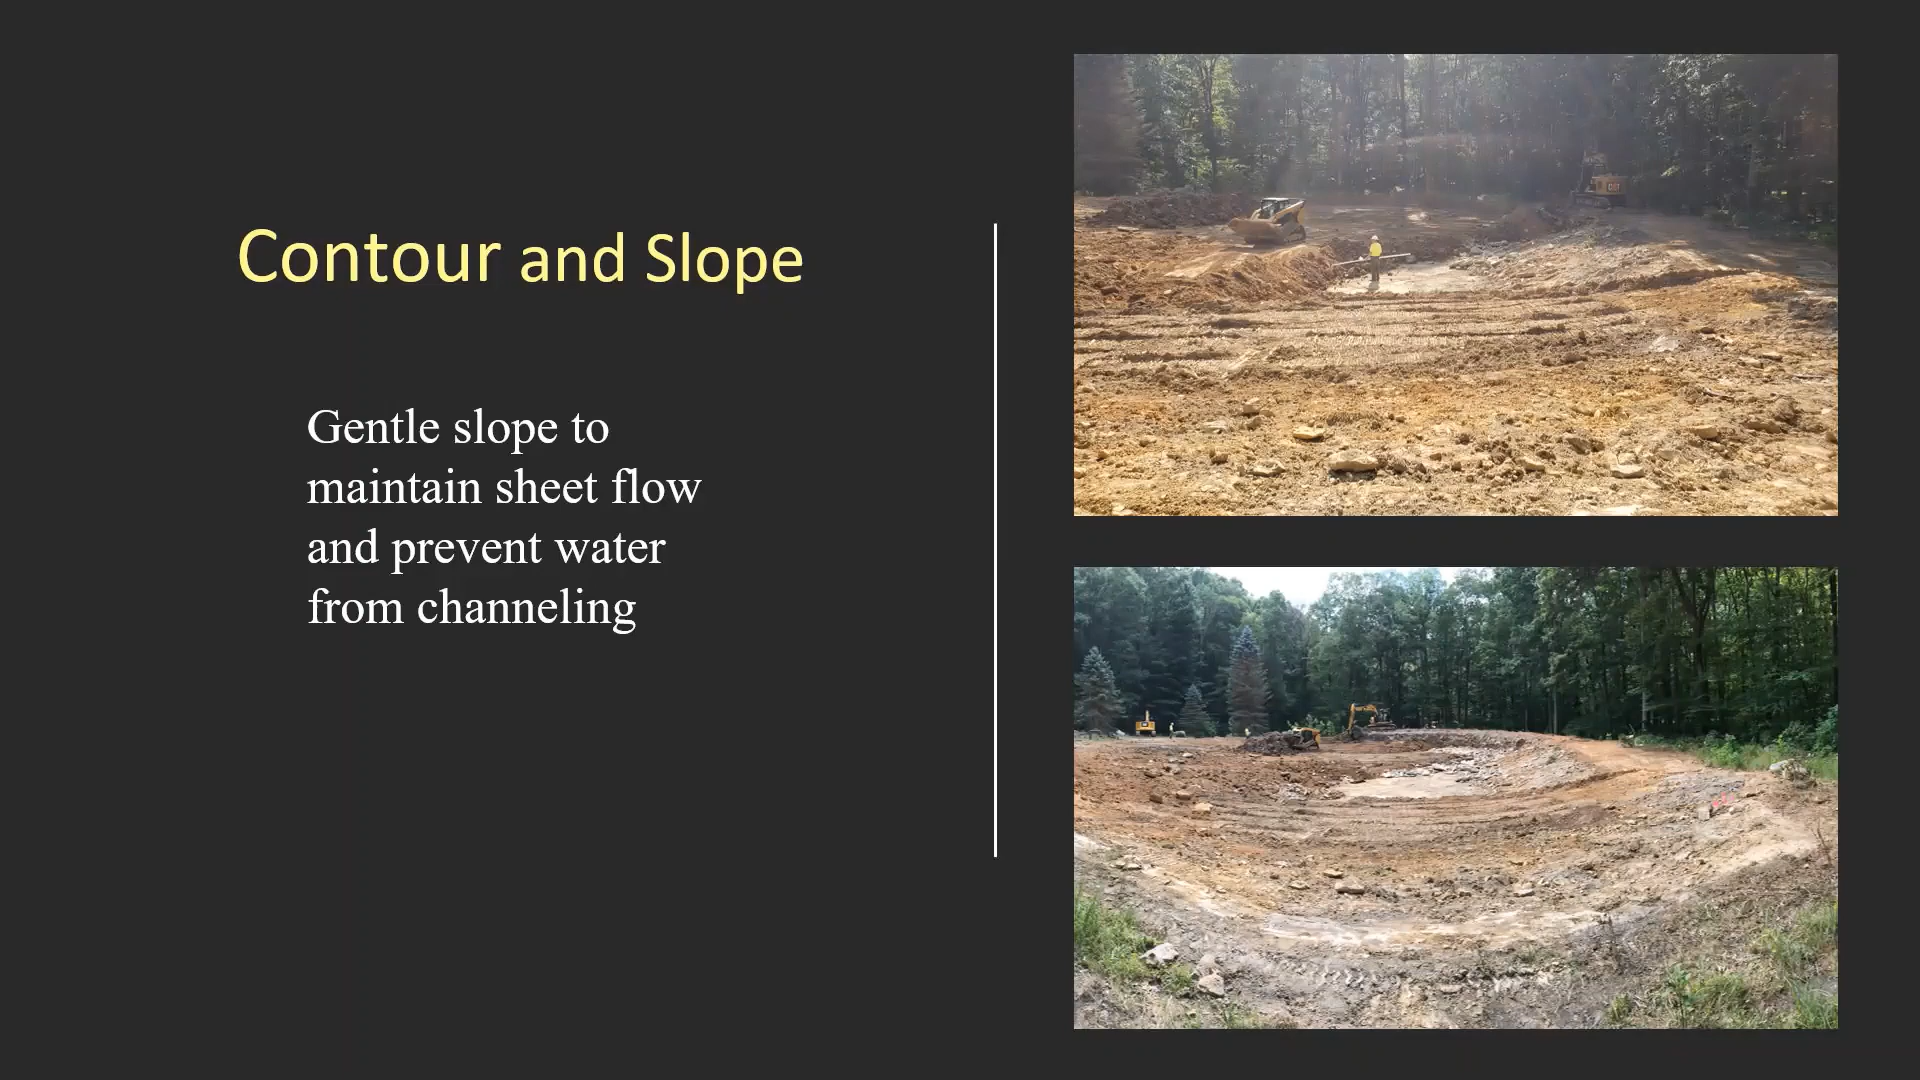 Contour and Slope
Gentle slope to
maintain sheet flow
and prevent water
from channeling